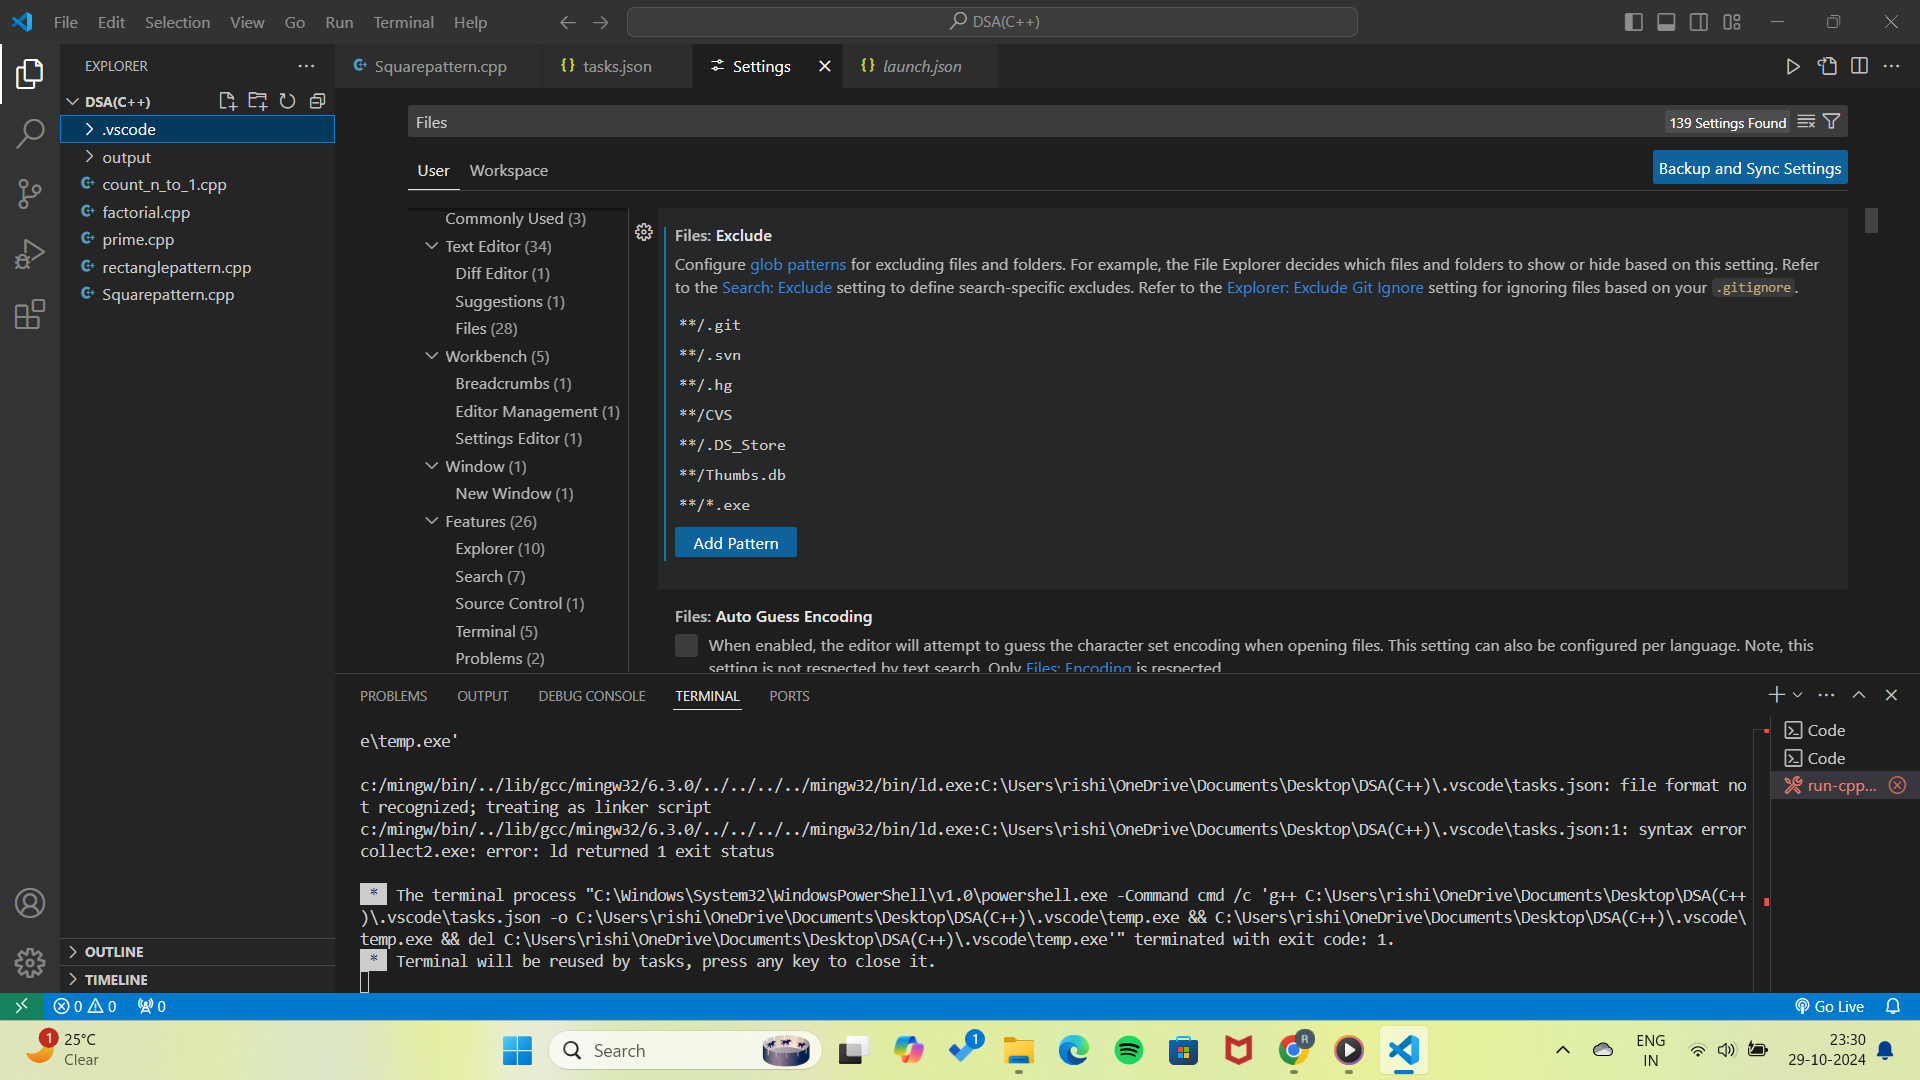 File Edit Selection View Go Run Terminal Help
DSA(C++)
EXPLORER
Squarepattern.cpp
{} tasks.json
Settings
{} launch.json
DSA(C++)
.vscode
output
count_n_to_1.cpp
factorial.cpp
prime.cpp
rectanglepattern.cpp
Squarepattern.cpp
OUTLINE
TIMELINE
Files
139 Settings Found
User Workspace
Backup and Sync Settings
Commonly Used (3)
Text Editor (34)
Diff Editor (1)
Suggestions (1)
Files (28)
Workbench (5)
Breadcrumbs (1)
Editor Management (1)
Settings Editor (1)
Window (1)
New Window (1)
Features (26)
Explorer (10)
Search (7)
Source Control (1)
Terminal (5)
Problems (2)
Files: Exclude
Configure glob patterns for excluding files and folders. For example, the File Explorer decides which files and folders to show or hide based on this setting. Refer
to the Search: Exclude setting to define search-specific excludes. Refer to the Explorer: Exclude Git Ignore setting for ignoring files based on your .gitignore.
**/.git
**/.svn
**/.hg
**/CVS
**/.DS_Store
**/Thumbs.db
**/*.exe
Add Pattern
Files: Auto Guess Encoding
When enabled, the editor will attempt to guess the character set encoding when opening files. This setting can also be configured per language. Note, this
setting is not respected by text search. Only Files: Encoding is respected.
PROBLEMS OUTPUT DEBUG CONSOLE TERMINAL PORTS
e\temp.exe'
c:/mingw/bin/../lib/gcc/mingw32/6.3.0/../../../../mingw32/bin/ld.exe:C:\Users\rishi\OneDrive\Documents\Desktop\DSA(C++)\.vscode\tasks.json: file format no
t recognized; treating as linker script
c:/mingw/bin/../lib/gcc/mingw32/6.3.0/../../../../mingw32/bin/ld.exe:C:\Users\rishi\OneDrive\Documents\Desktop\DSA(C++)\.vscode\tasks.json:1: syntax error
collect2.exe: error: ld returned 1 exit status
* The terminal process "C:\Windows\System32\WindowsPowerShell\v1.0\powershell.exe -Command cmd /c 'g++ C:\Users\rishi\OneDrive\Documents\Desktop\DSA(C++
)\.vscode\tasks.json -o C:\Users\rishi\OneDrive\Documents\Desktop\DSA(C++)\.vscode\temp.exe && C:\Users\rishi\OneDrive\Documents\Desktop\DSA(C++)\.vscode\
temp.exe && del C:\Users\rishi\OneDrive\Documents\Desktop\DSA(C++)\.vscode\temp.exe'" terminated with exit code: 1.
* Terminal will be reused by tasks, press any key to close it.
Code
Code
run-cpp...
0 0 0
Go Live
1
25°C
Clear
Search
1
R
ENG
IN
23:30
29-10-2024